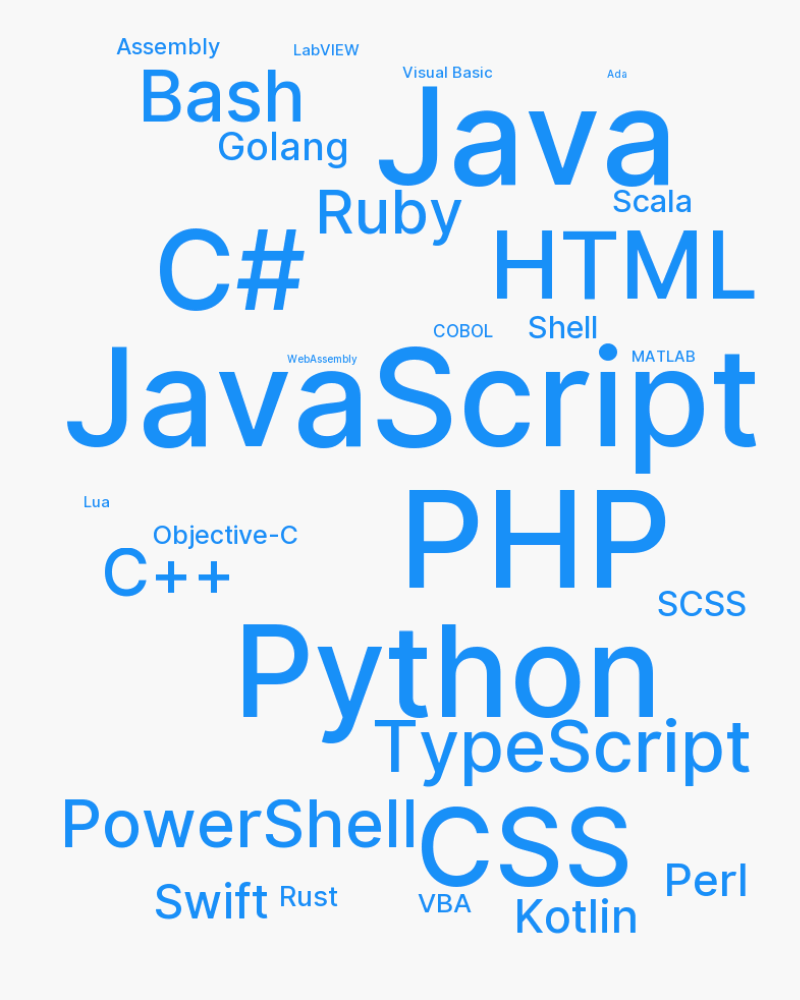 Assembly
LabVIEW
Visual Basic
Ada
Bash
Java
Golang
Ruby
Scala
C#
HTML
COBOL
Shell
WebAssembly
MATLAB
JavaScript
Lua
PHP
Objective-C
C++
SCSS
Python
TypeScript
PowerShell
CSS
Perl
Swift
Rust
VBA
Kotlin